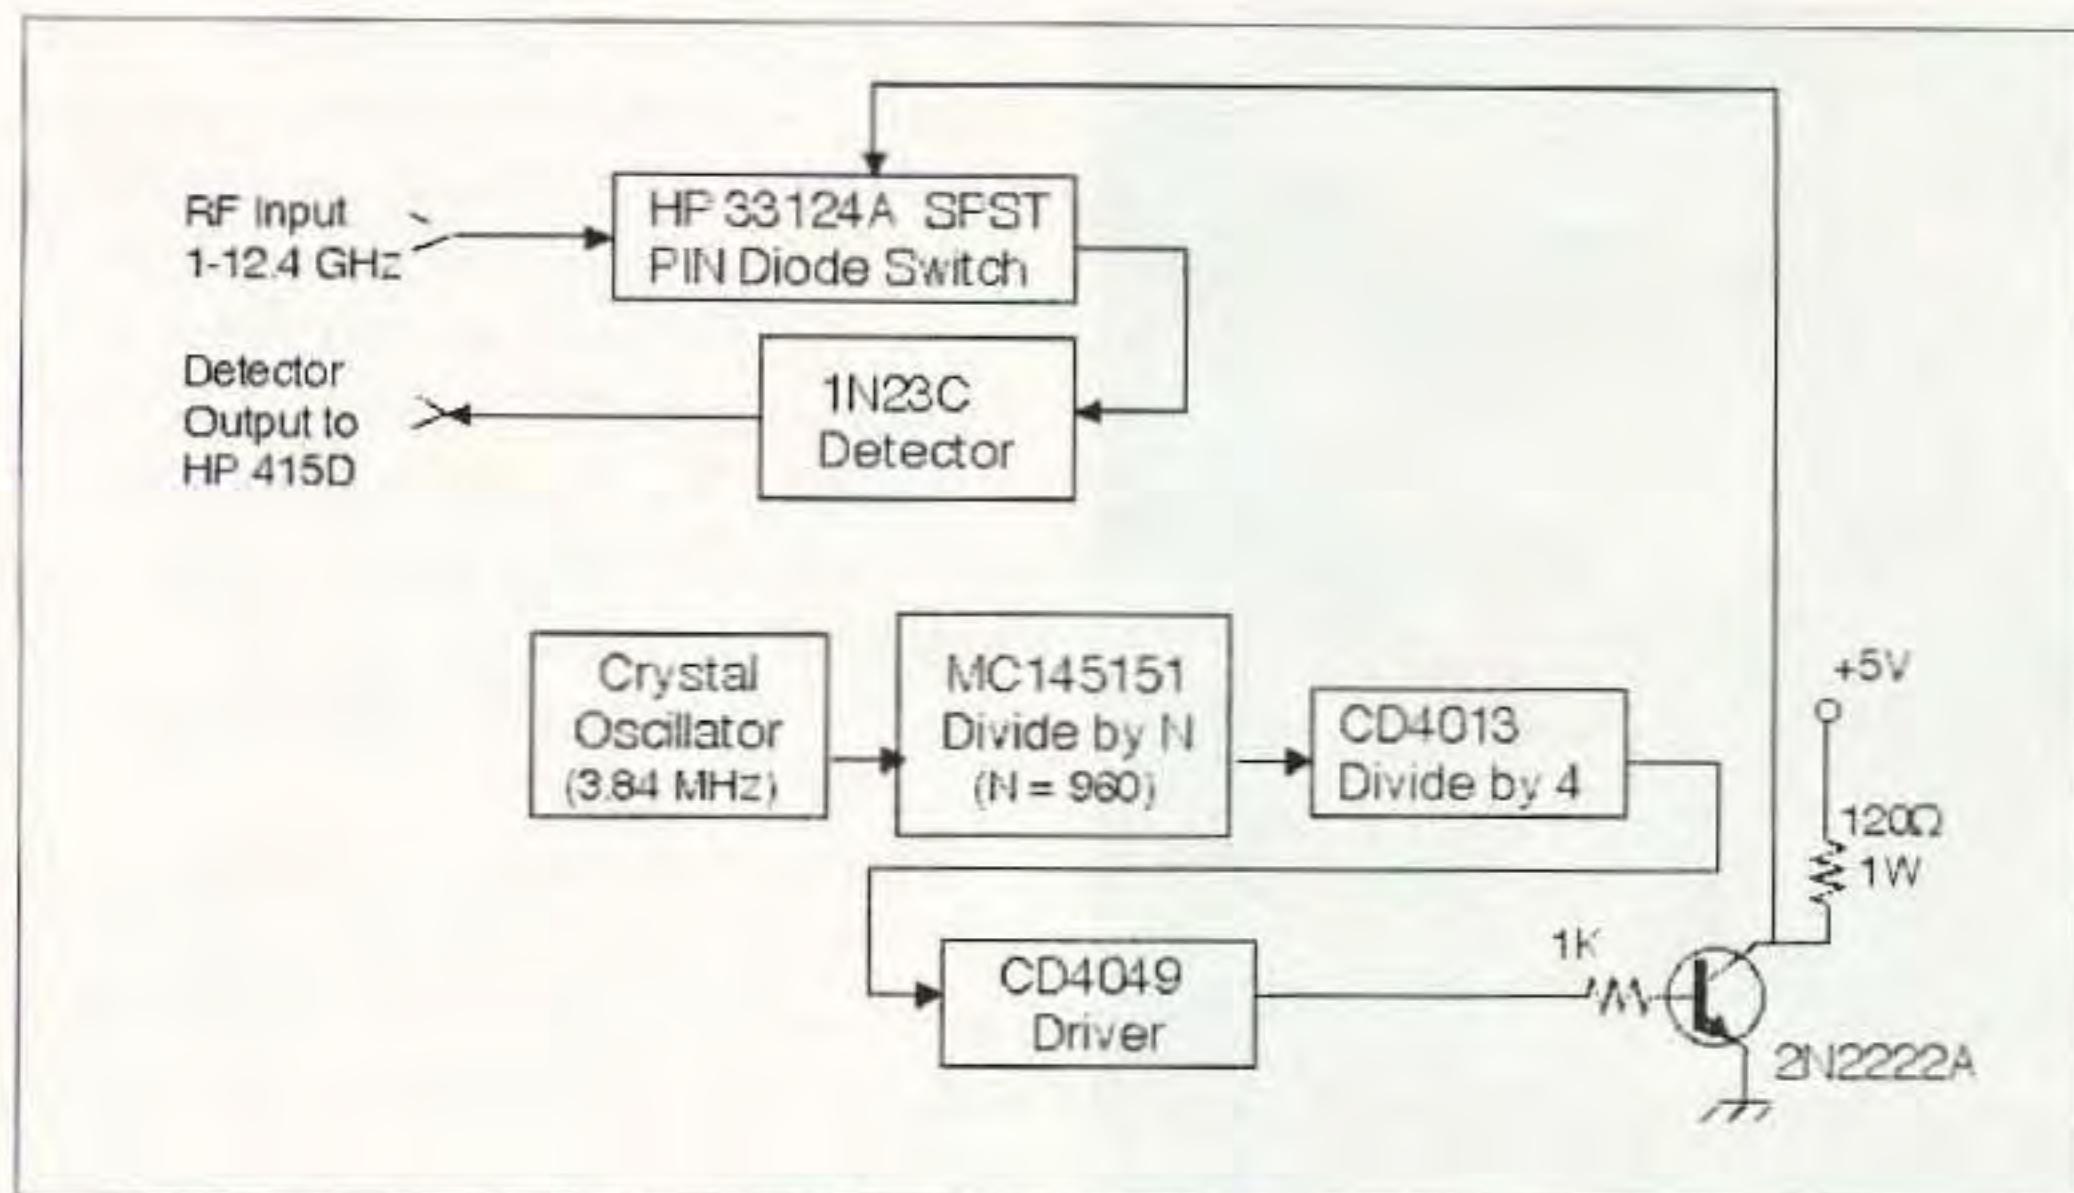 RF Input
1-12.4 GHz
HP 33124A SPST
PIN Diode Switch
Detector
Output to
HP 415D
1N23C
Detector
Crystal
Oscillator
(3.84 MHz)
MC145151
Divide by N
(N = 960)
CD4013
Divide by 4
+5V
120Ω
1W
CD4049
Driver
1K
2N2222A